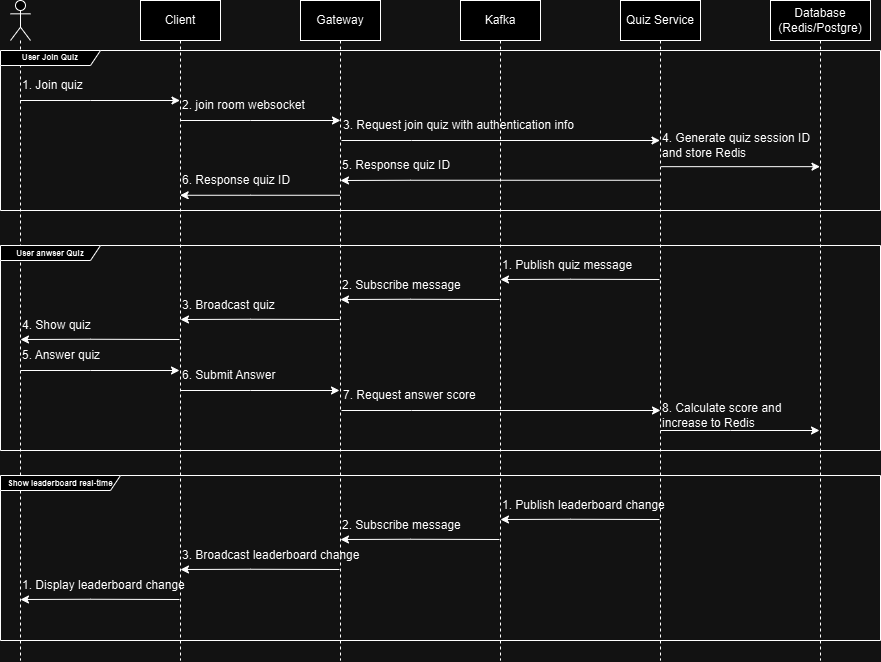 Client
Gateway
Kafka
Quiz Service
Database
(Redis/Postgre)
User Join Quiz
1. Join quiz
2. join room websocket
3. Request join quiz with authentication info
4. Generate quiz session ID
and store Redis
5. Response quiz ID
6. Response quiz ID
User anwser Quiz
1. Publish quiz message
2. Subscribe message
3. Broadcast quiz
4. Show quiz
5. Answer quiz
6. Submit Answer
7. Request answer score
8. Calculate score and
increase to Redis
Show leaderboard real-time
1. Publish leaderboard change
2. Subscribe message
3. Broadcast leaderboard change
1. Display leaderboard change